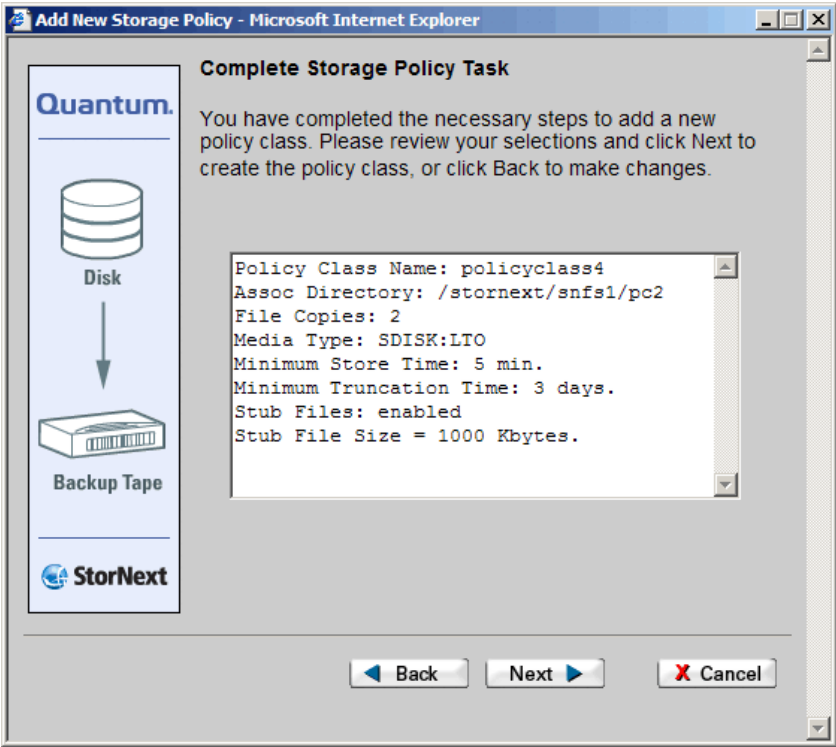 Add New Storage Policy - Microsoft Internet Explorer
Quantum.
Disk
Backup Tape
StorNext
Complete Storage Policy Task
You have completed the necessary steps to add a new
policy class. Please review your selections and click Next to
create the policy class, or click Back to make changes.
Policy Class Name: policyclass4
Assoc Directory: /stornext/snfs1/pc2
File Copies: 2
Media Type: SDISK:LTO
Minimum Store Time: 5 min.
Minimum Truncation Time: 3 days.
Stub Files: enabled
Stub File Size = 1000 Kbytes.
Back
Next
X Cancel